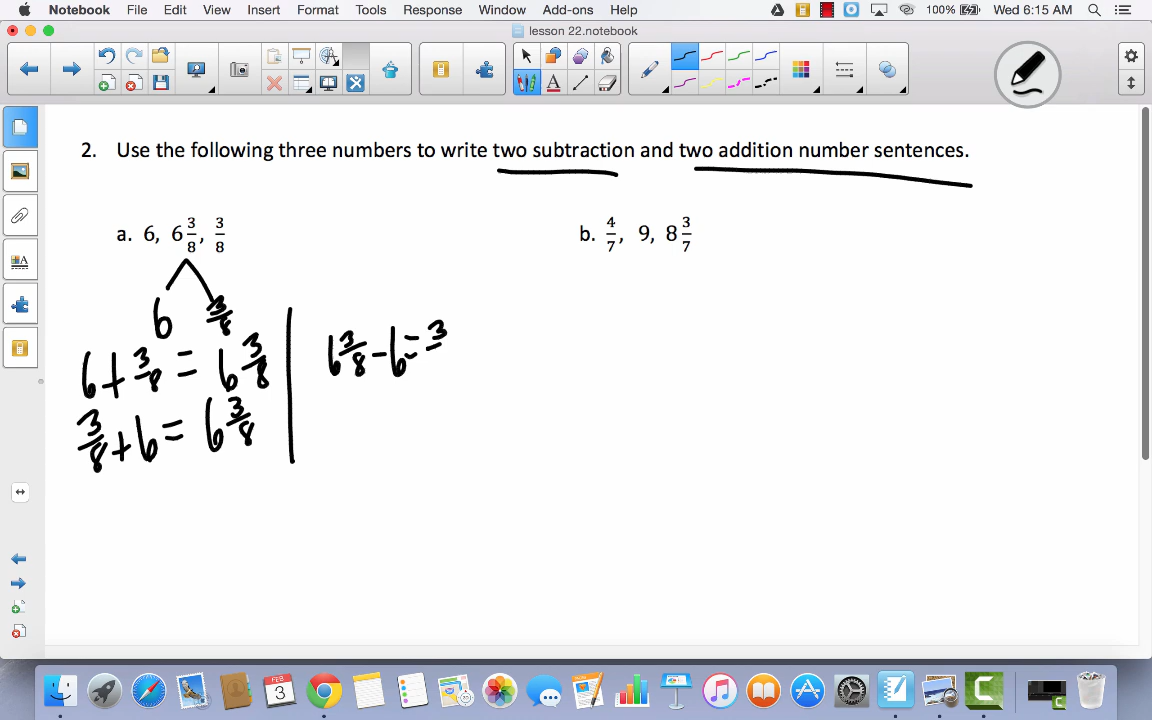 Notebook File Edit View Insert Format Tools Response Window Add-ons Help 100% Wed 6:15 AM
lesson 22.notebook
2. Use the following three numbers to write two subtraction and two addition number sentences.
a. 6, 6 3/8, 3/8
b. 4/7, 9, 8 3/7
6 3/8
6 + 3/8 = 6 3/8
6 3/8 - 6 = 3
3/8 + 6 = 6 3/8
FEB
3